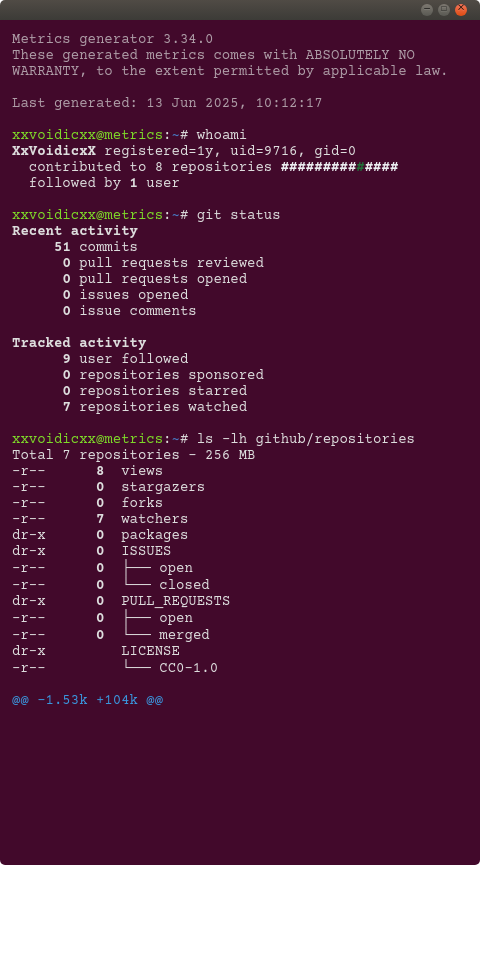 Metrics generator 3.34.0
These generated metrics comes with ABSOLUTELY NO
WARRANTY, to the extent permitted by applicable law.
Last generated: 13 Jun 2025, 10:12:17
xxvoidicxx@metrics:~# whoami
XxVoidicxX registered=1y, uid=9716, gid=0
contributed to 8 repositories ##############
followed by 1 user
xxvoidicxx@metrics:~# git status
Recent activity
51 commits
0 pull requests reviewed
0 pull requests opened
0 issues opened
0 issue comments
Tracked activity
9 user followed
0 repositories sponsored
0 repositories starred
7 repositories watched
xxvoidicxx@metrics:~# ls -lh github/repositories
Total 7 repositories - 256 MB
-r-- 8 views
-r-- 0 stargazers
-r-- 0 forks
-r-- 7 watchers
dr-x 0 packages
dr-x 0 ISSUES
-r-- 0 ├── open
-r-- 0 └── closed
dr-x 0 PULL_REQUESTS
-r-- 0 ├── open
-r-- 0 └── merged
dr-x LICENSE
-r-- └── CC0-1.0
@@ -1.53k +104k @@